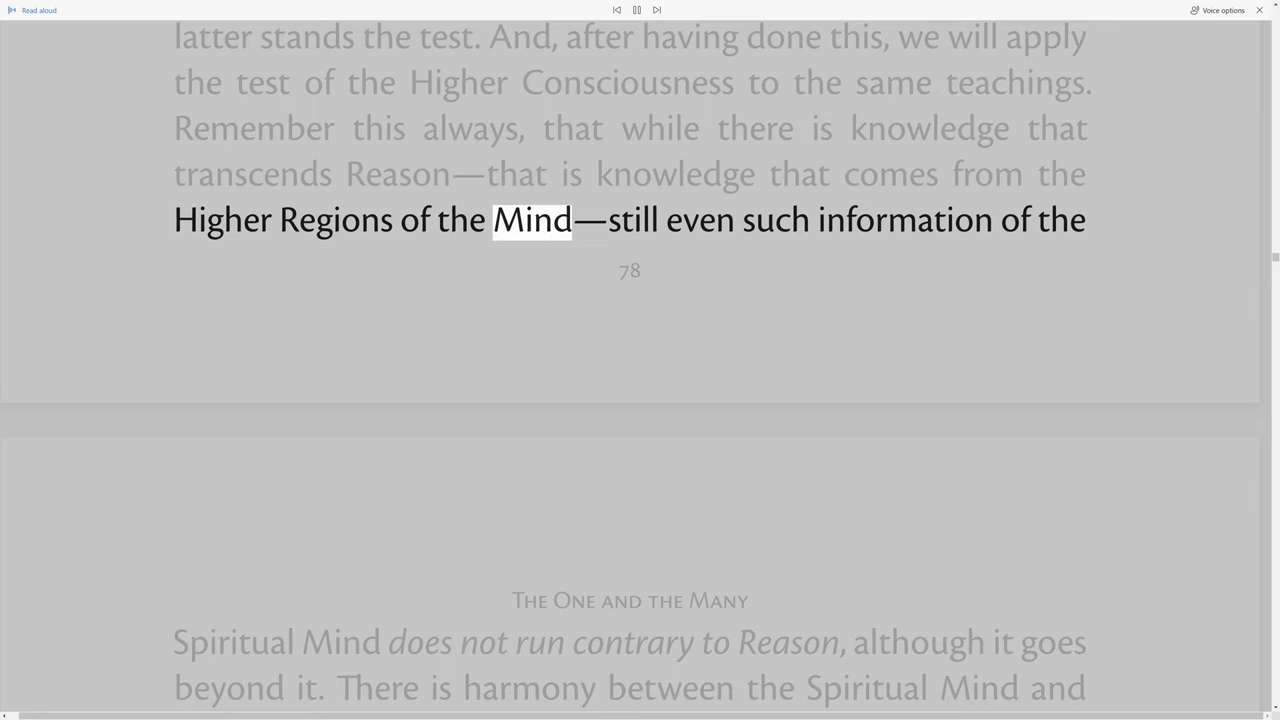 Read aloud
Voice options
latter stands the test. And, after having done this, we will apply
the test of the Higher Consciousness to the same teachings.
Remember this always, that while there is knowledge that
transcends Reason—that is knowledge that comes from the
Higher Regions of the Mind—still even such information of the
78
The One and the Many
Spiritual Mind does not run contrary to Reason, although it goes
beyond it. There is harmony between the Spiritual Mind and